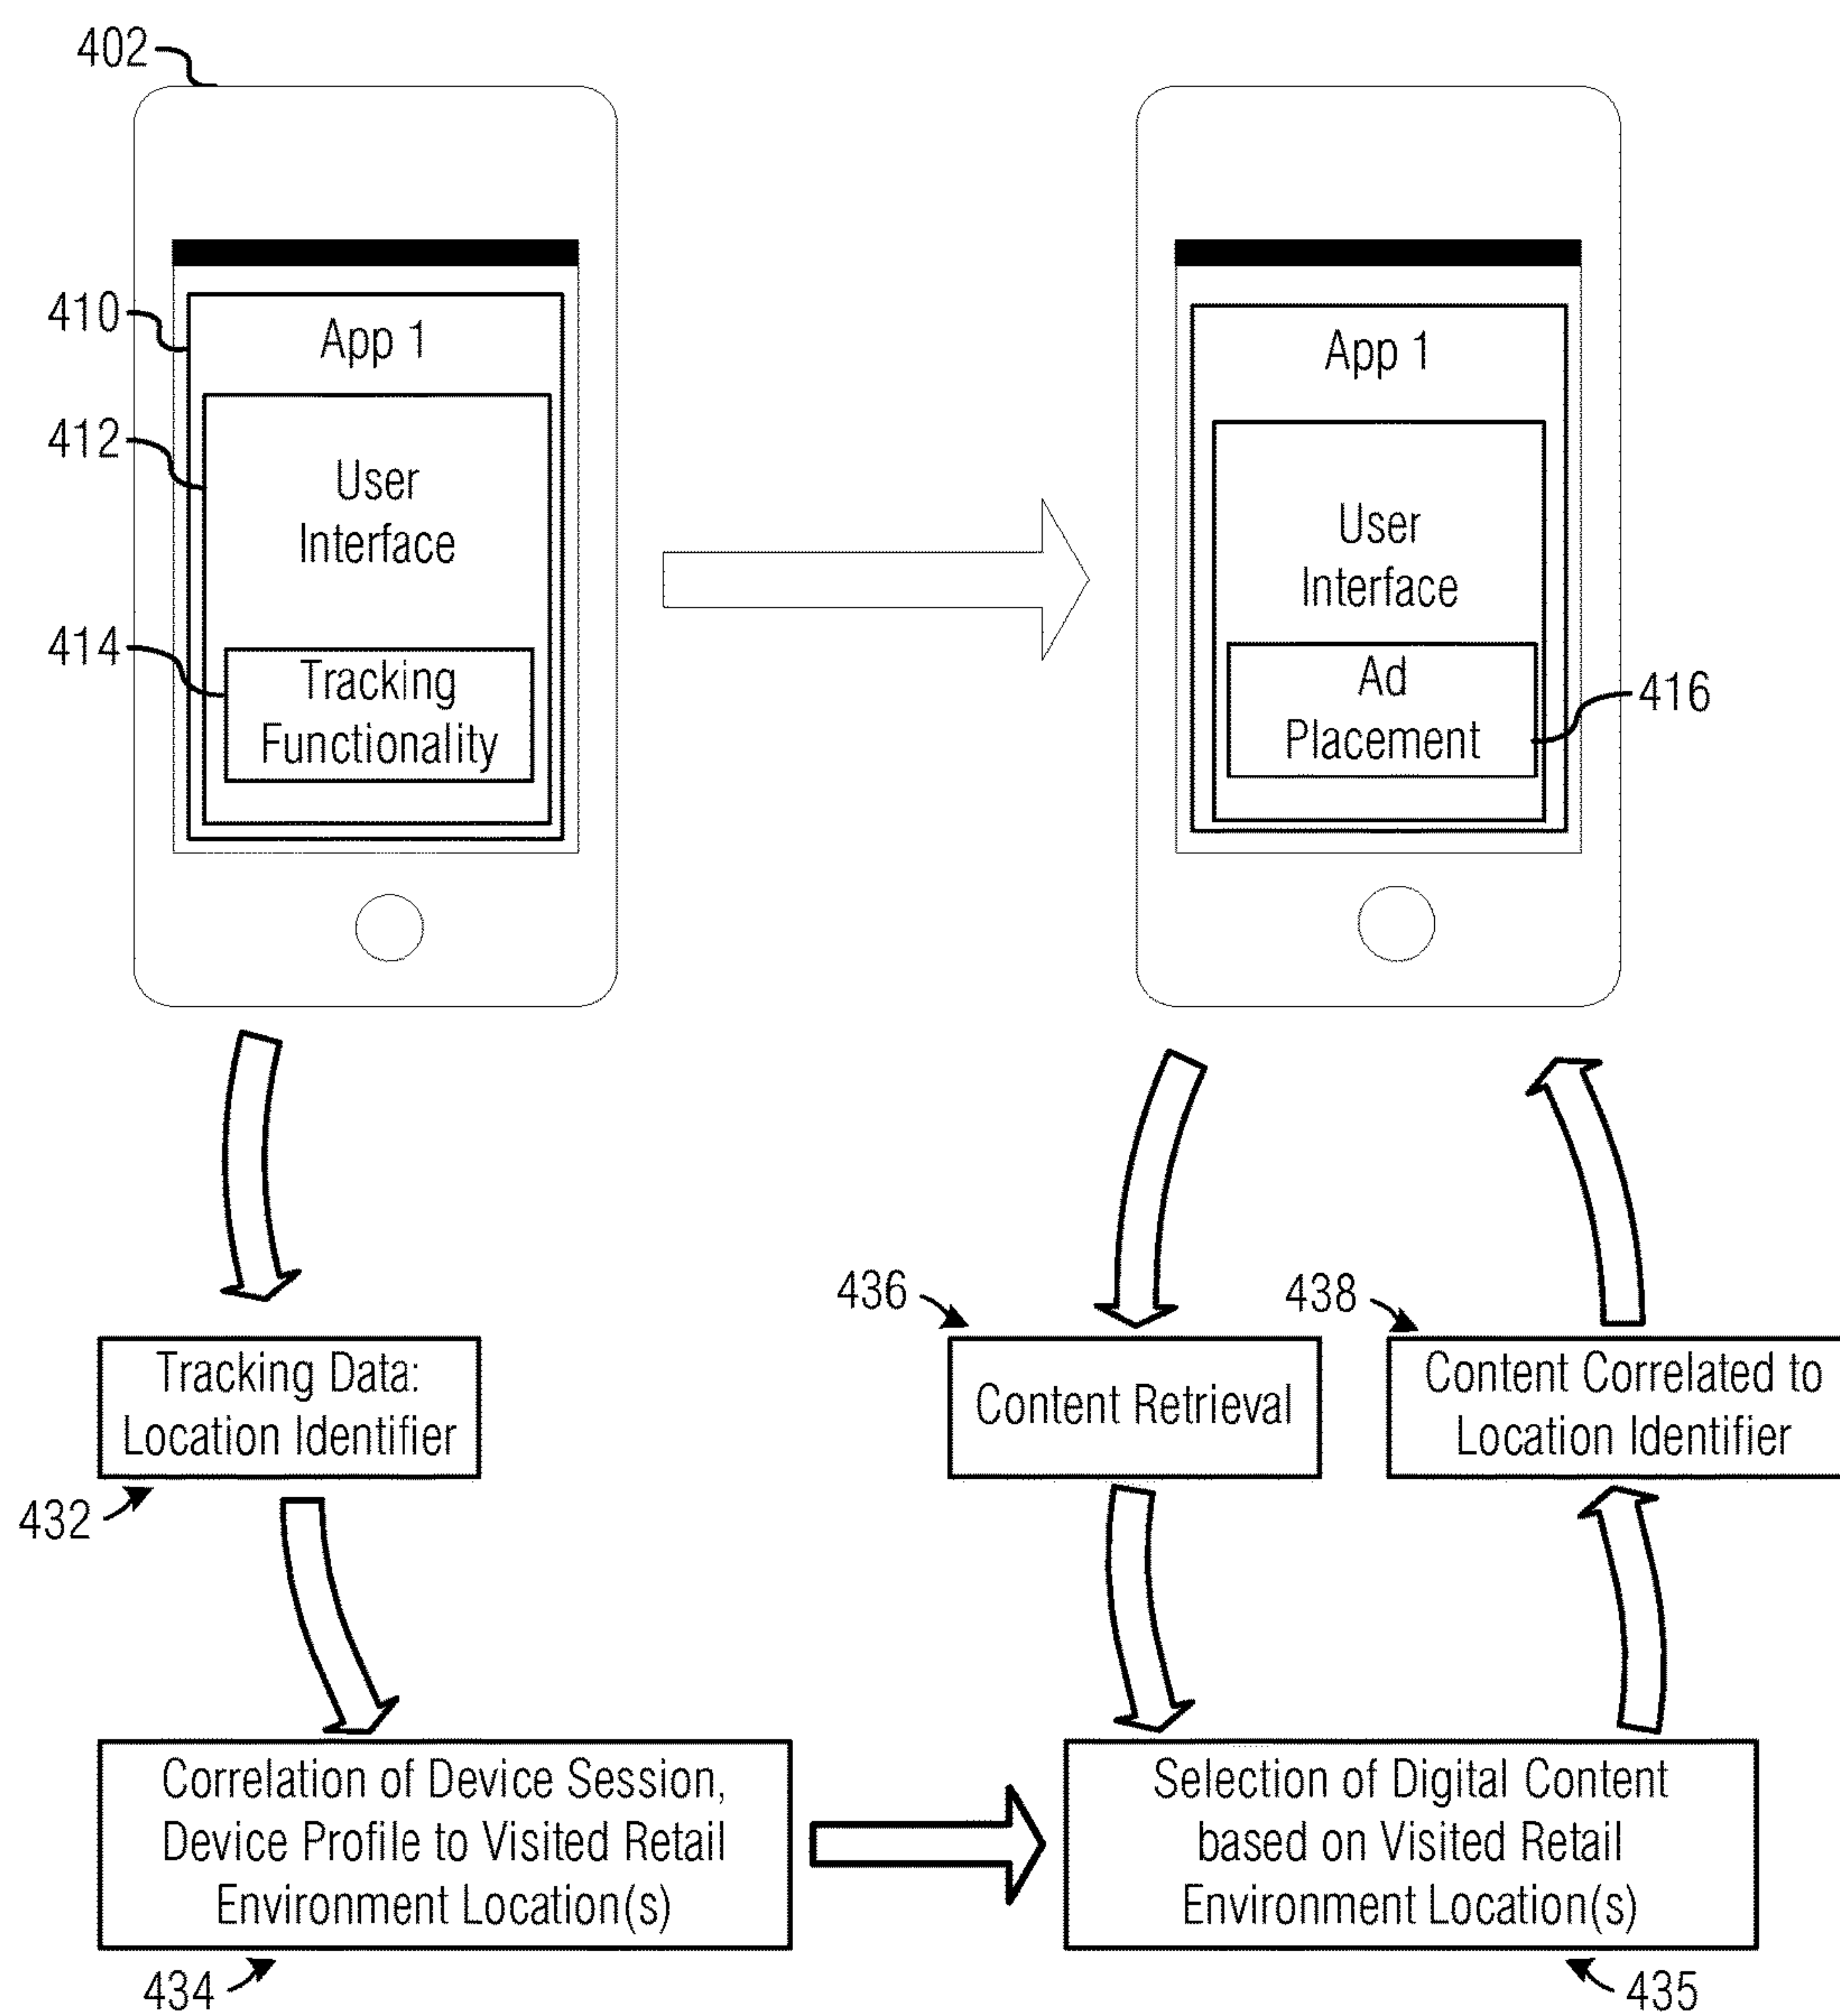 402
410
App 1
412
User
Interface
414
Tracking
Functionality
App 1
User
Interface
Ad
Placement
416
436
438
Tracking Data:
Location Identifier
432
Content Retrieval
Content Correlated to
Location Identifier
Correlation of Device Session,
Device Profile to Visited Retail
Environment Location(s)
434
Selection of Digital Content
based on Visited Retail
Environment Location(s)
435